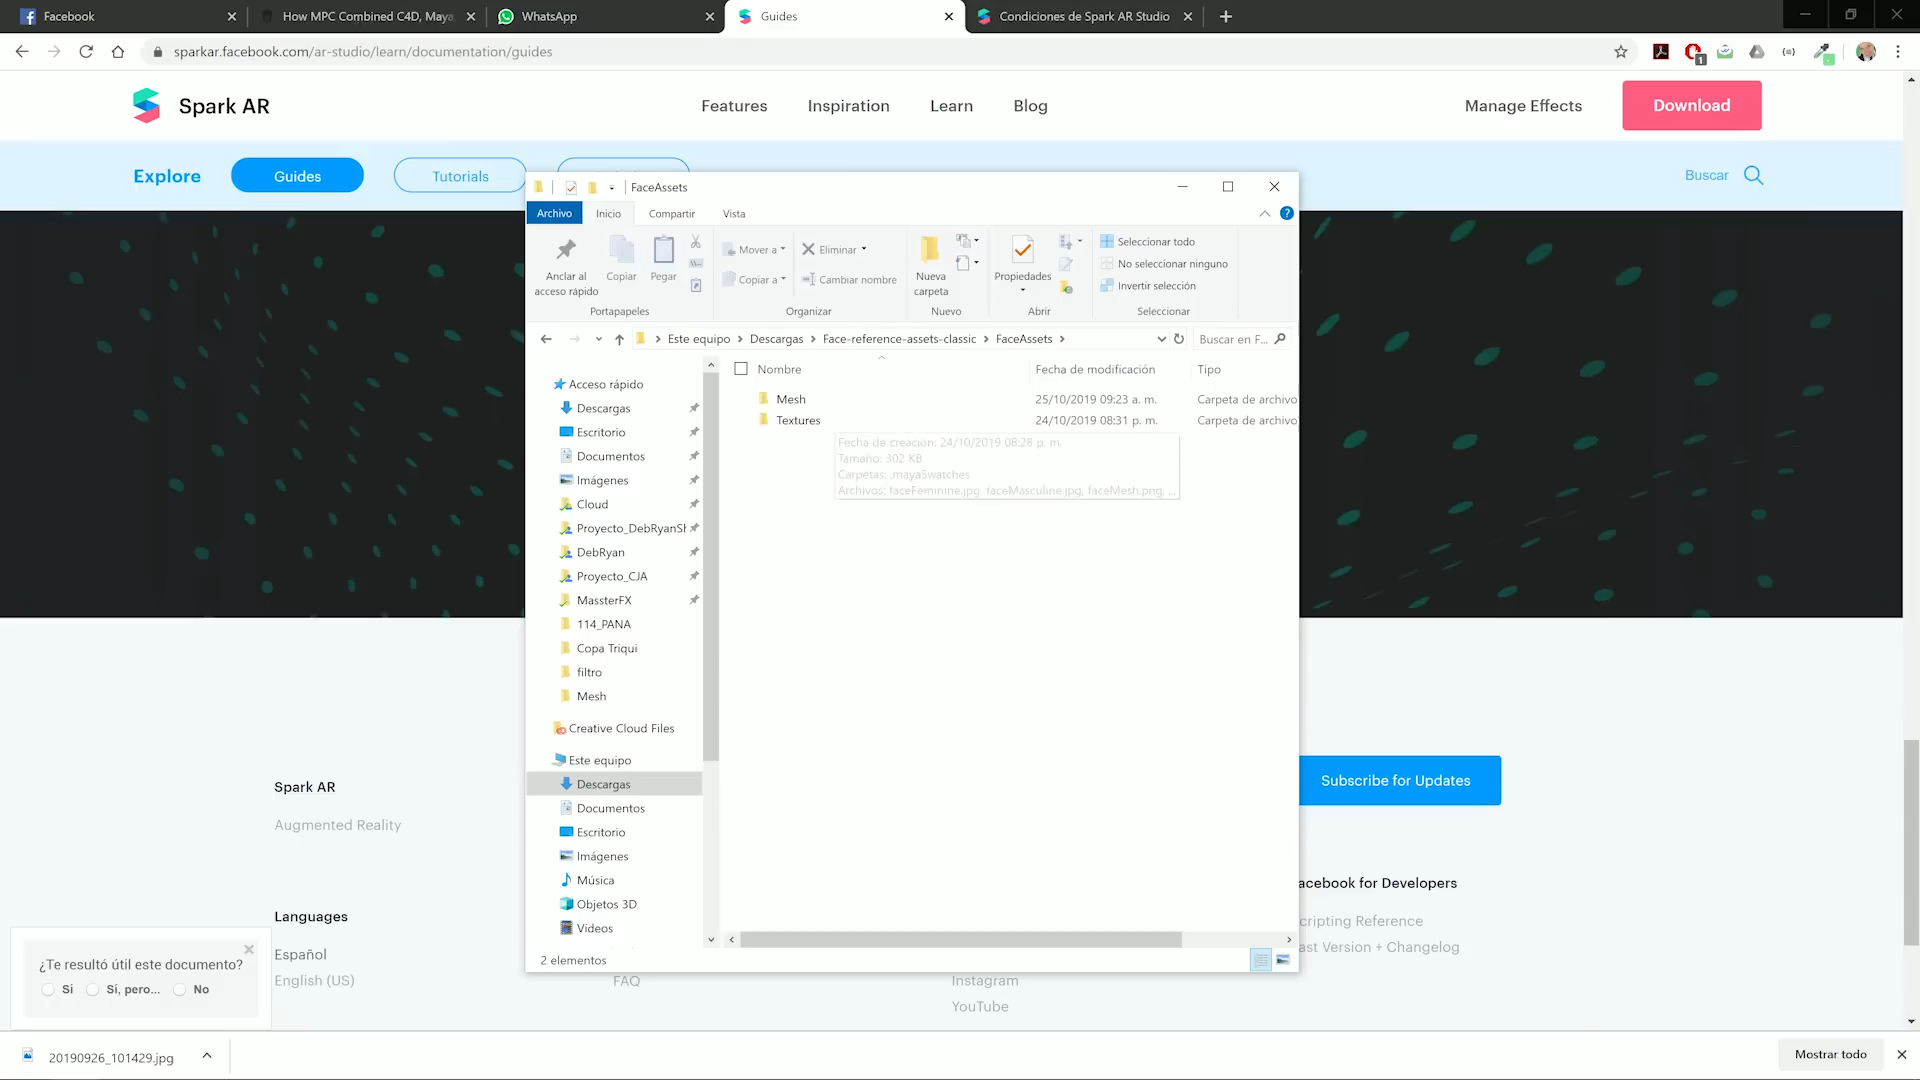 Facebook
How MPC Combined C4D, Maya,
WhatsApp
Guides
Condiciones de Spark AR Studio
sparkar.facebook.com/ar-studio/learn/documentation/guides
1
Spark AR
Features
Inspiration
Learn
Blog
Manage Effects
Download
Explore
Guides
Tutorials
Buscar
FaceAssets
Archivo
Inicio
Compartir
Vista
Anclar al
acceso rápido
Copiar
Pegar
Portapapeles
Mover a
Copiar a
Eliminar
Cambiar nombre
Organizar
Nueva
carpeta
Nuevo
Propiedades
Abrir
Seleccionar todo
No seleccionar ninguno
Invertir selección
Seleccionar
Este equipo > Descargas > Face-reference-assets-classic > FaceAssets >
Buscar en F...
Nombre
Fecha de modificación
Tipo
Mesh
25/10/2019 09:23 a. m.
Carpeta de archivo
Textures
24/10/2019 08:31 p. m.
Carpeta de archivo
Fecha de creación: 24/10/2019 08:28 p. m.
Tamaño: 302 KB
Carpetas: .mayaSwatches
Archivos: faceFeminine.jpg, faceMasculine.jpg, faceMesh.png, ...
Acceso rápido
Descargas
Escritorio
Documentos
Imágenes
Cloud
Proyecto_DebRyanSh
DebRyan
Proyecto_CJA
MassterFX
114_PANA
Copa Triqui
filtro
Mesh
Creative Cloud Files
Este equipo
Descargas
Documentos
Escritorio
Imágenes
Música
Objetos 3D
Videos
2 elementos
Spark AR
Augmented Reality
Subscribe for Updates
acebook for Developers
cripting Reference
ast Version + Changelog
Languages
Español
English (US)
FAQ
Instagram
YouTube
¿Te resultó útil este documento?
Sí
Sí, pero...
No
20190926_101429.jpg
Mostrar todo